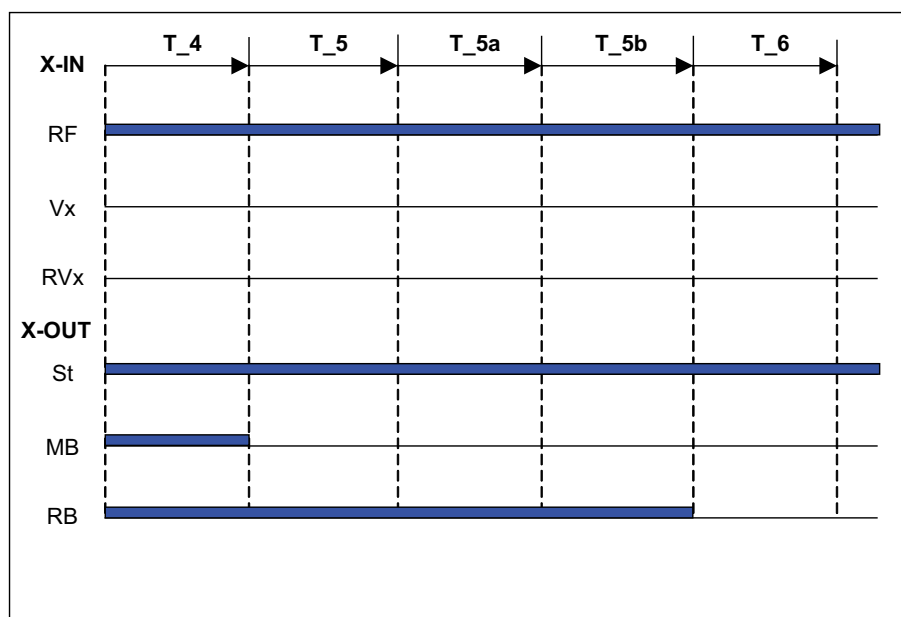 T_4 T_5 T_5a T_5b T_6
X-IN
RF
Vx
RVx
X-OUT
St
MB
RB